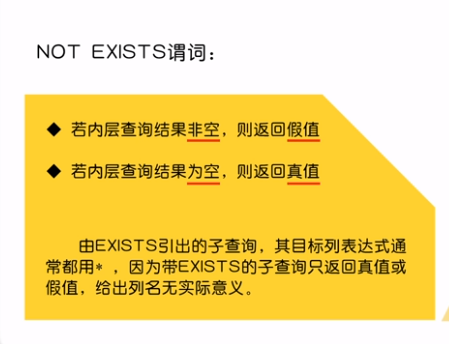 NOT EXISTS谓词：
◆ 若内层查询结果非空，则返回假值
◆ 若内层查询结果为空，则返回真值
由EXISTS引出的子查询，其目标列表达式通
常都用* ，因为带EXISTS的子查询只返回真值或
假值，给出列名无实际意义。